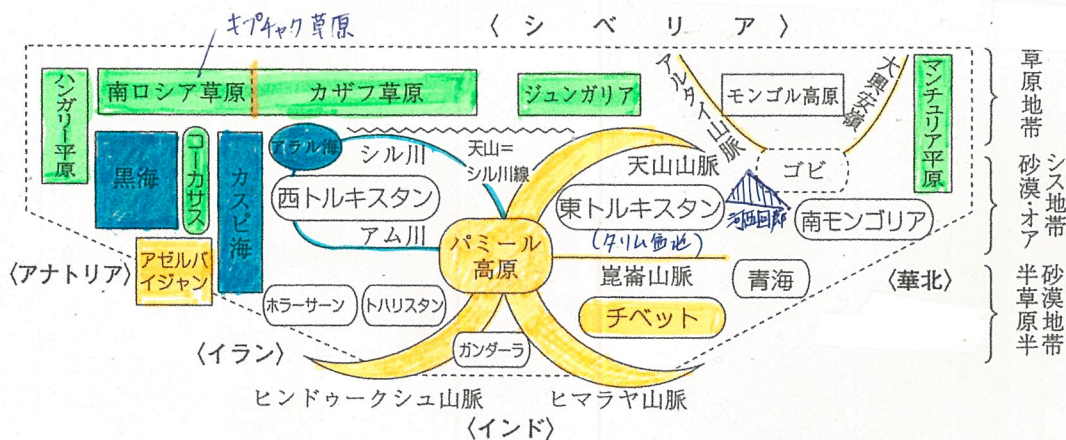 キプチャク草原
〈シベリア〉
ハンガリー平原
南ロシア草原
カザフ草原
ジュンガリア
アルタイ山脈
モンゴル高原
大興安嶺
マンチュリア平原
草原地帯
黒海
コーカサス
カスピ海
アラル海
シル川
天山=
シル川線
天山山脈
ゴビ
西トルキスタン
東トルキスタン
(タリム盆地)
河西回郎
南モンゴリア
砂漠・オア
シス地帯
アム川
パミール
高原
〈アナトリア〉
アゼルバ
イジャン
崑崙山脈
青海
〈華北〉
ホラーサーン
トハリスタン
チベット
半草原半
砂漠地帯
〈イラン〉
ガンダーラ
ヒンドゥークシュ山脈
ヒマラヤ山脈
〈インド〉